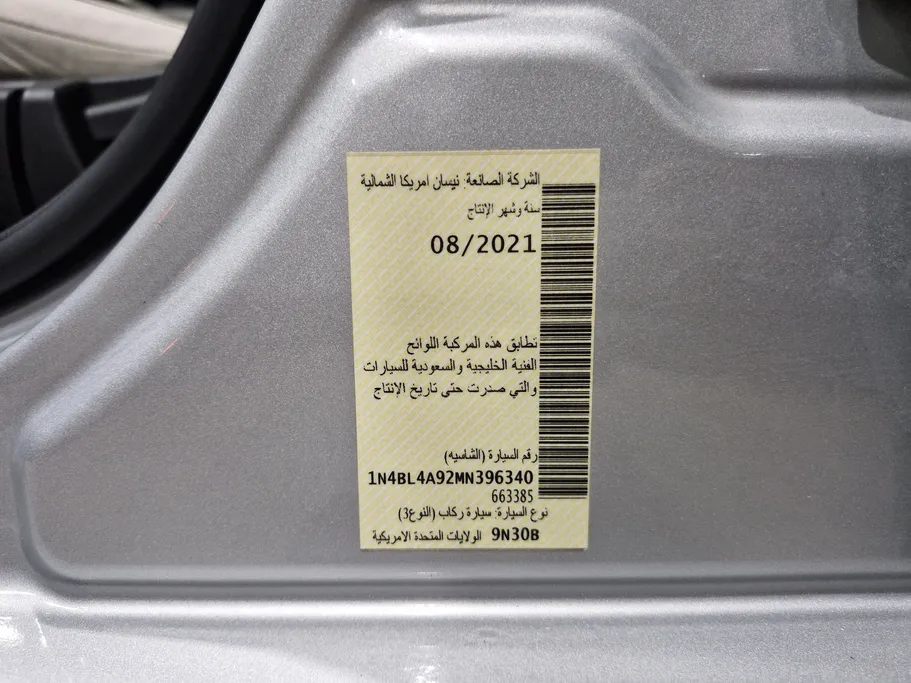 الشركة الصانعة: نيسان امريكا الشمالية
سنة وشهر الإنتاج
08/2021
تطابق هذه المركبة اللوائح
الفنية الخليجية والسعودية للسيارات
والتي صدرت حتى تاريخ الإنتاج
رقم السيارة (الشاسيه)
1N4BL4A92MN396340
663385
نوع السيارة: سيارة ركاب (النوع3)
9N30B الولايات المتحدة الامريكية